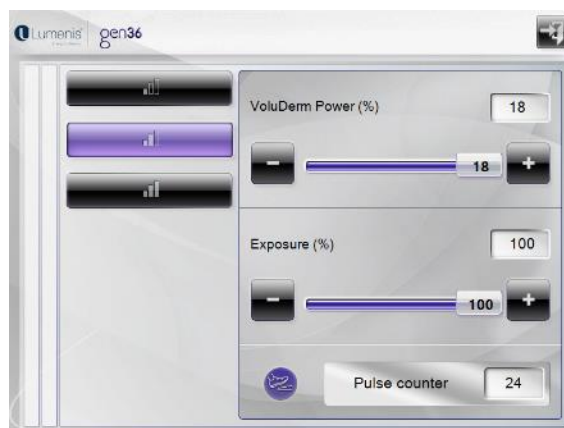 Lumenis gen36
VoluDerm Power (%) 18
18
Exposure (%) 100
100
Pulse counter 24